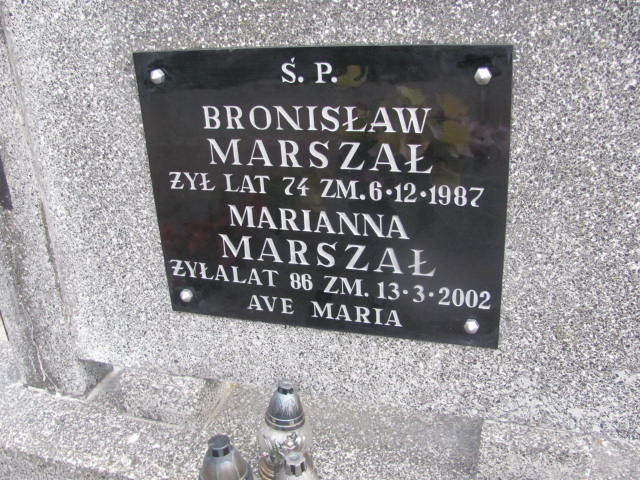 Ś. P.
BRONISŁAW
MARSZAŁ
ŻYŁ LAT 74 ZM. 6-12-1987
MARIANNA
MARSZAŁ
ŻYŁA LAT 86 ZM. 13-3-2002
AVE MARIA